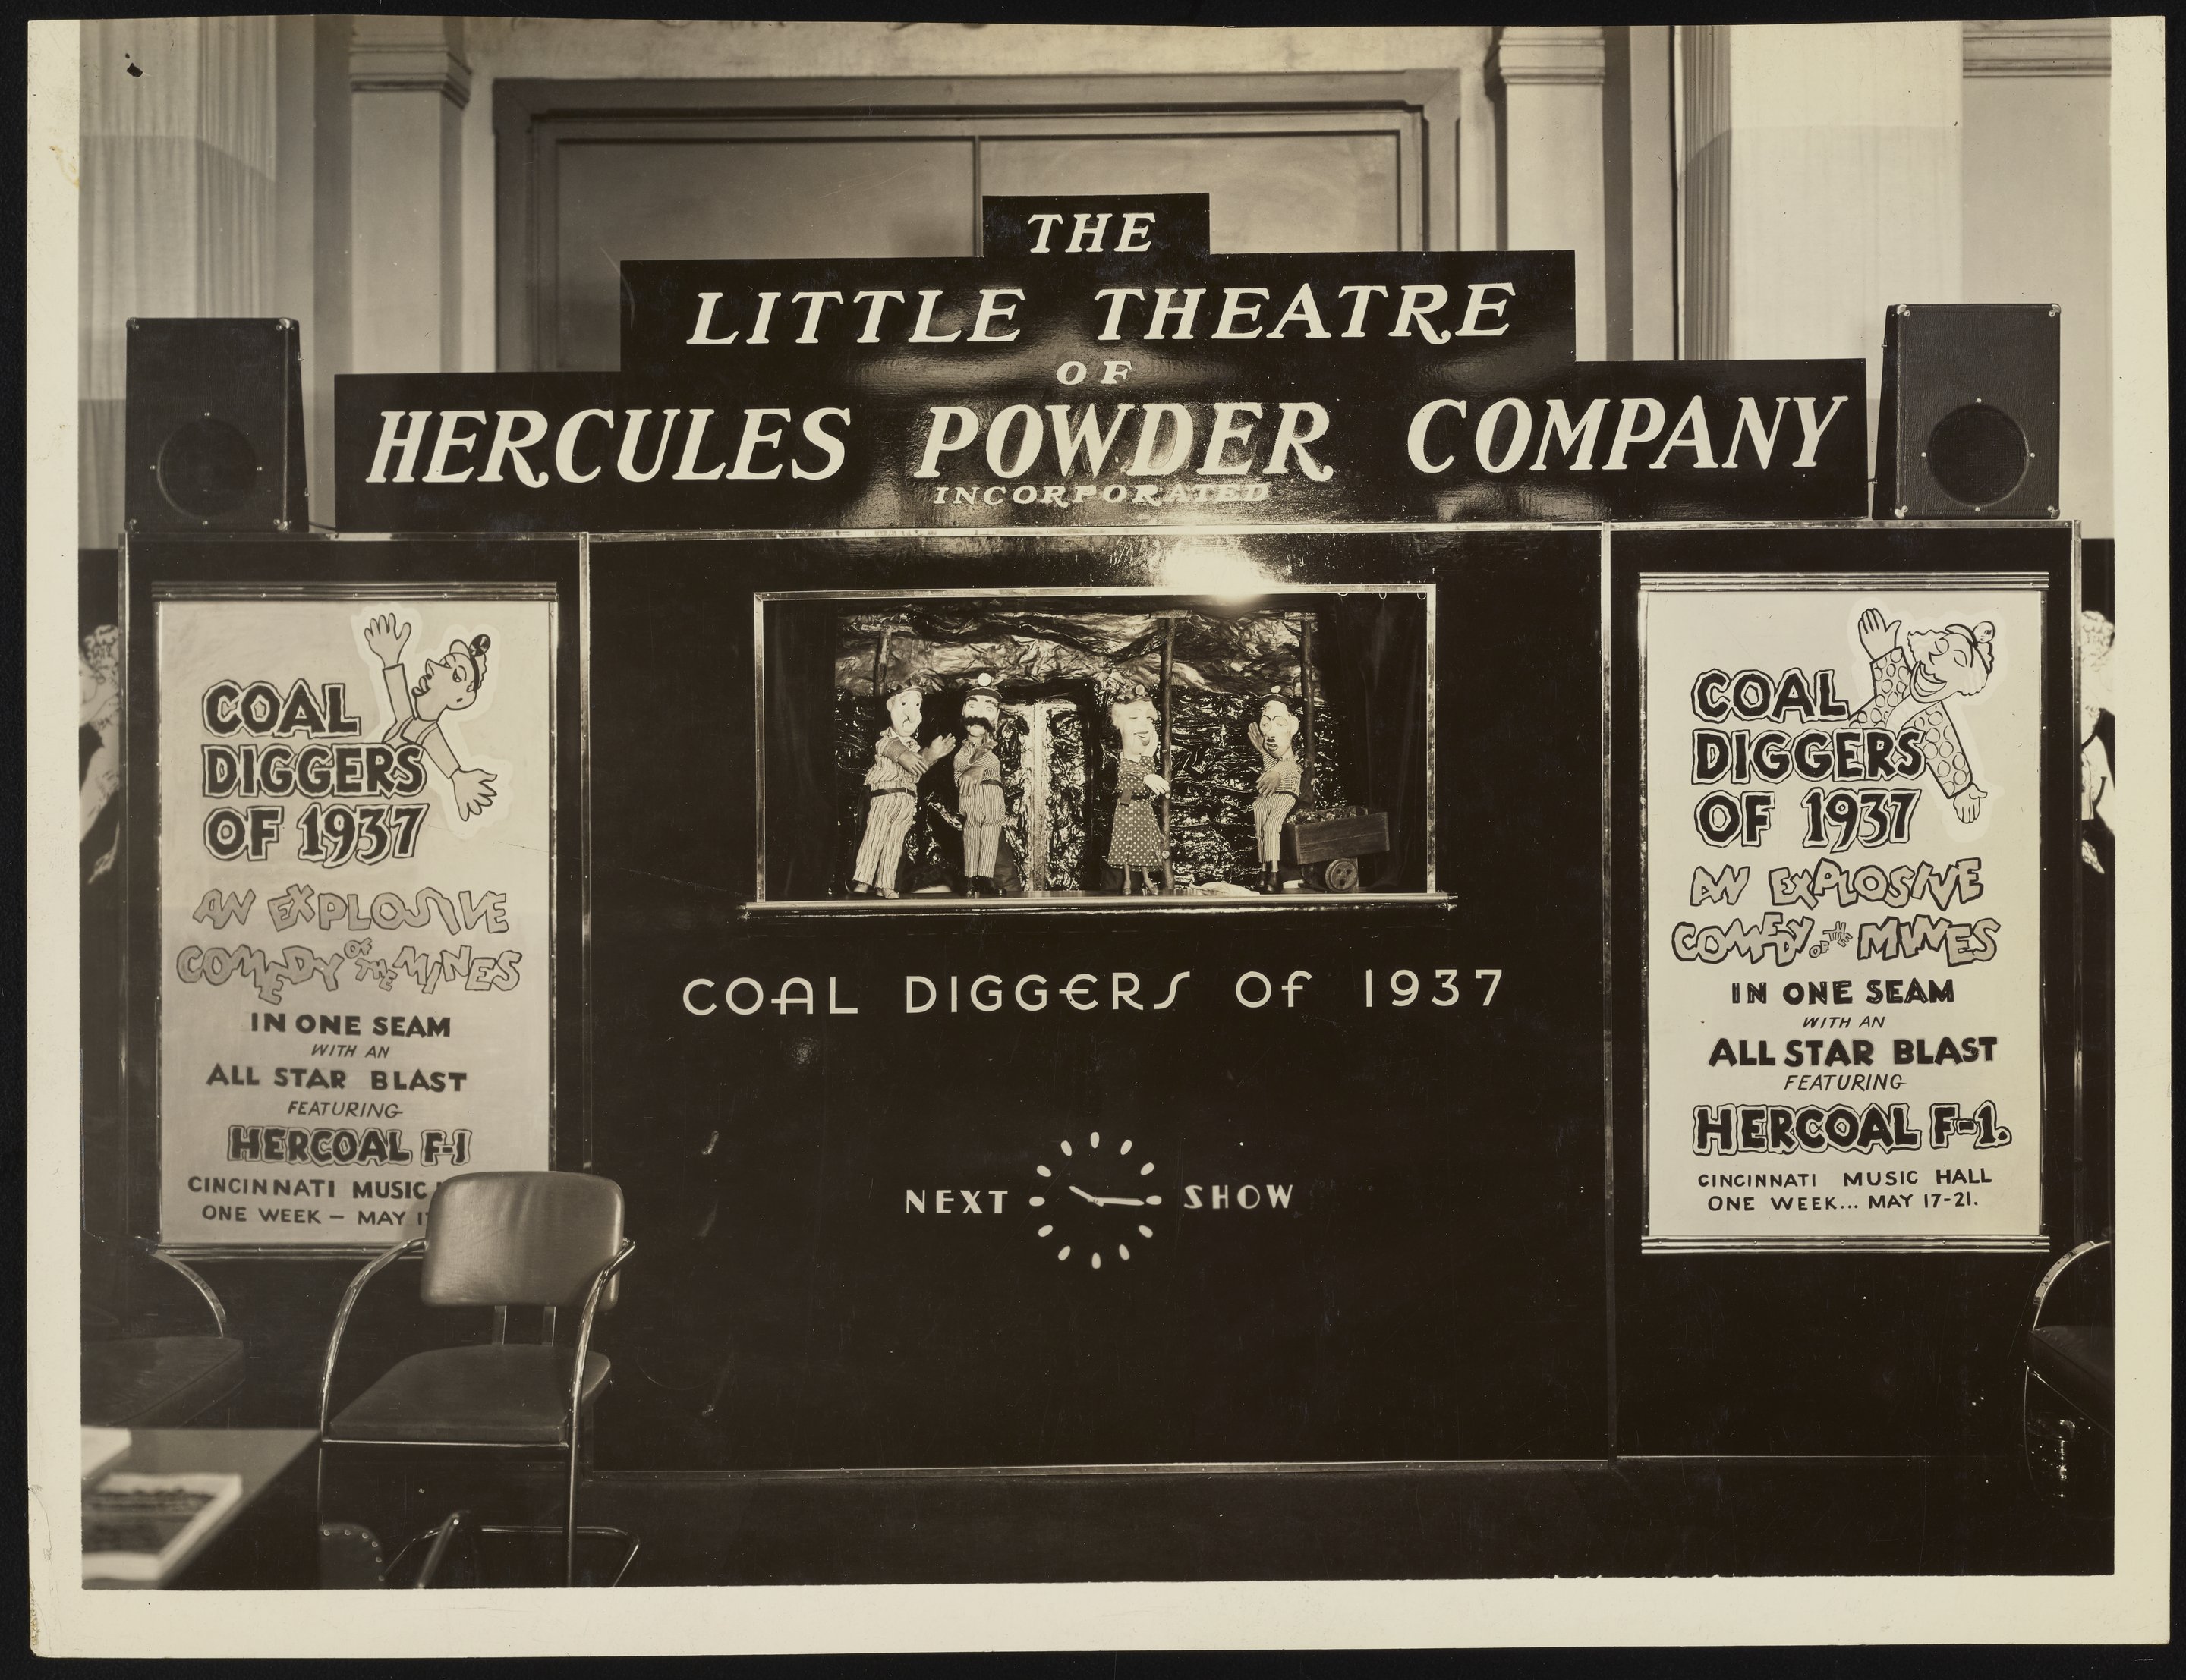 THE
LITTLE THEATRE
OF
HERCULES POWDER COMPANY
INCORPORATED
COAL
DIGGERS
OF 1937
AN EXPLOSIVE
COMEDY OF THE MINES
IN ONE SEAM
WITH AN
ALL STAR BLAST
FEATURING
HERCOAL F-1
CINCINNATI MUSIC
ONE WEEK - MAY 17
COAL DIGGERS OF 1937
NEXT SHOW
COAL
DIGGERS
OF 1937
AN EXPLOSIVE
COMEDY OF THE MINES
IN ONE SEAM
WITH AN
ALL STAR BLAST
FEATURING
HERCOAL F-1.
CINCINNATI MUSIC HALL
ONE WEEK... MAY 17-21.